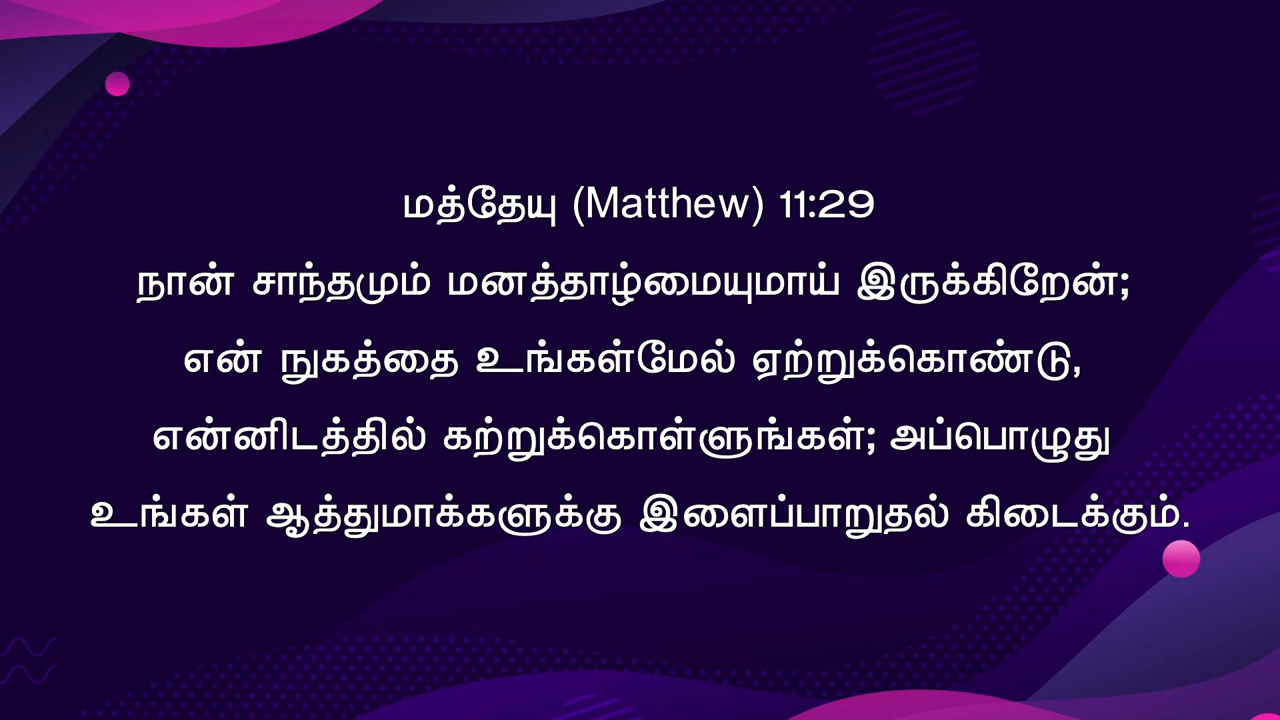 மத்தேயு (Matthew) 11:29
நான் சாந்தமும் மனத்தாழ்மையுமாய் இருக்கிறேன்;
என் நுகத்தை உங்கள்மேல் ஏற்றுக்கொண்டு,
என்னிடத்தில் கற்றுக்கொள்ளுங்கள்; அப்பொழுது
உங்கள் ஆத்துமாக்களுக்கு இளைப்பாறுதல் கிடைக்கும்.